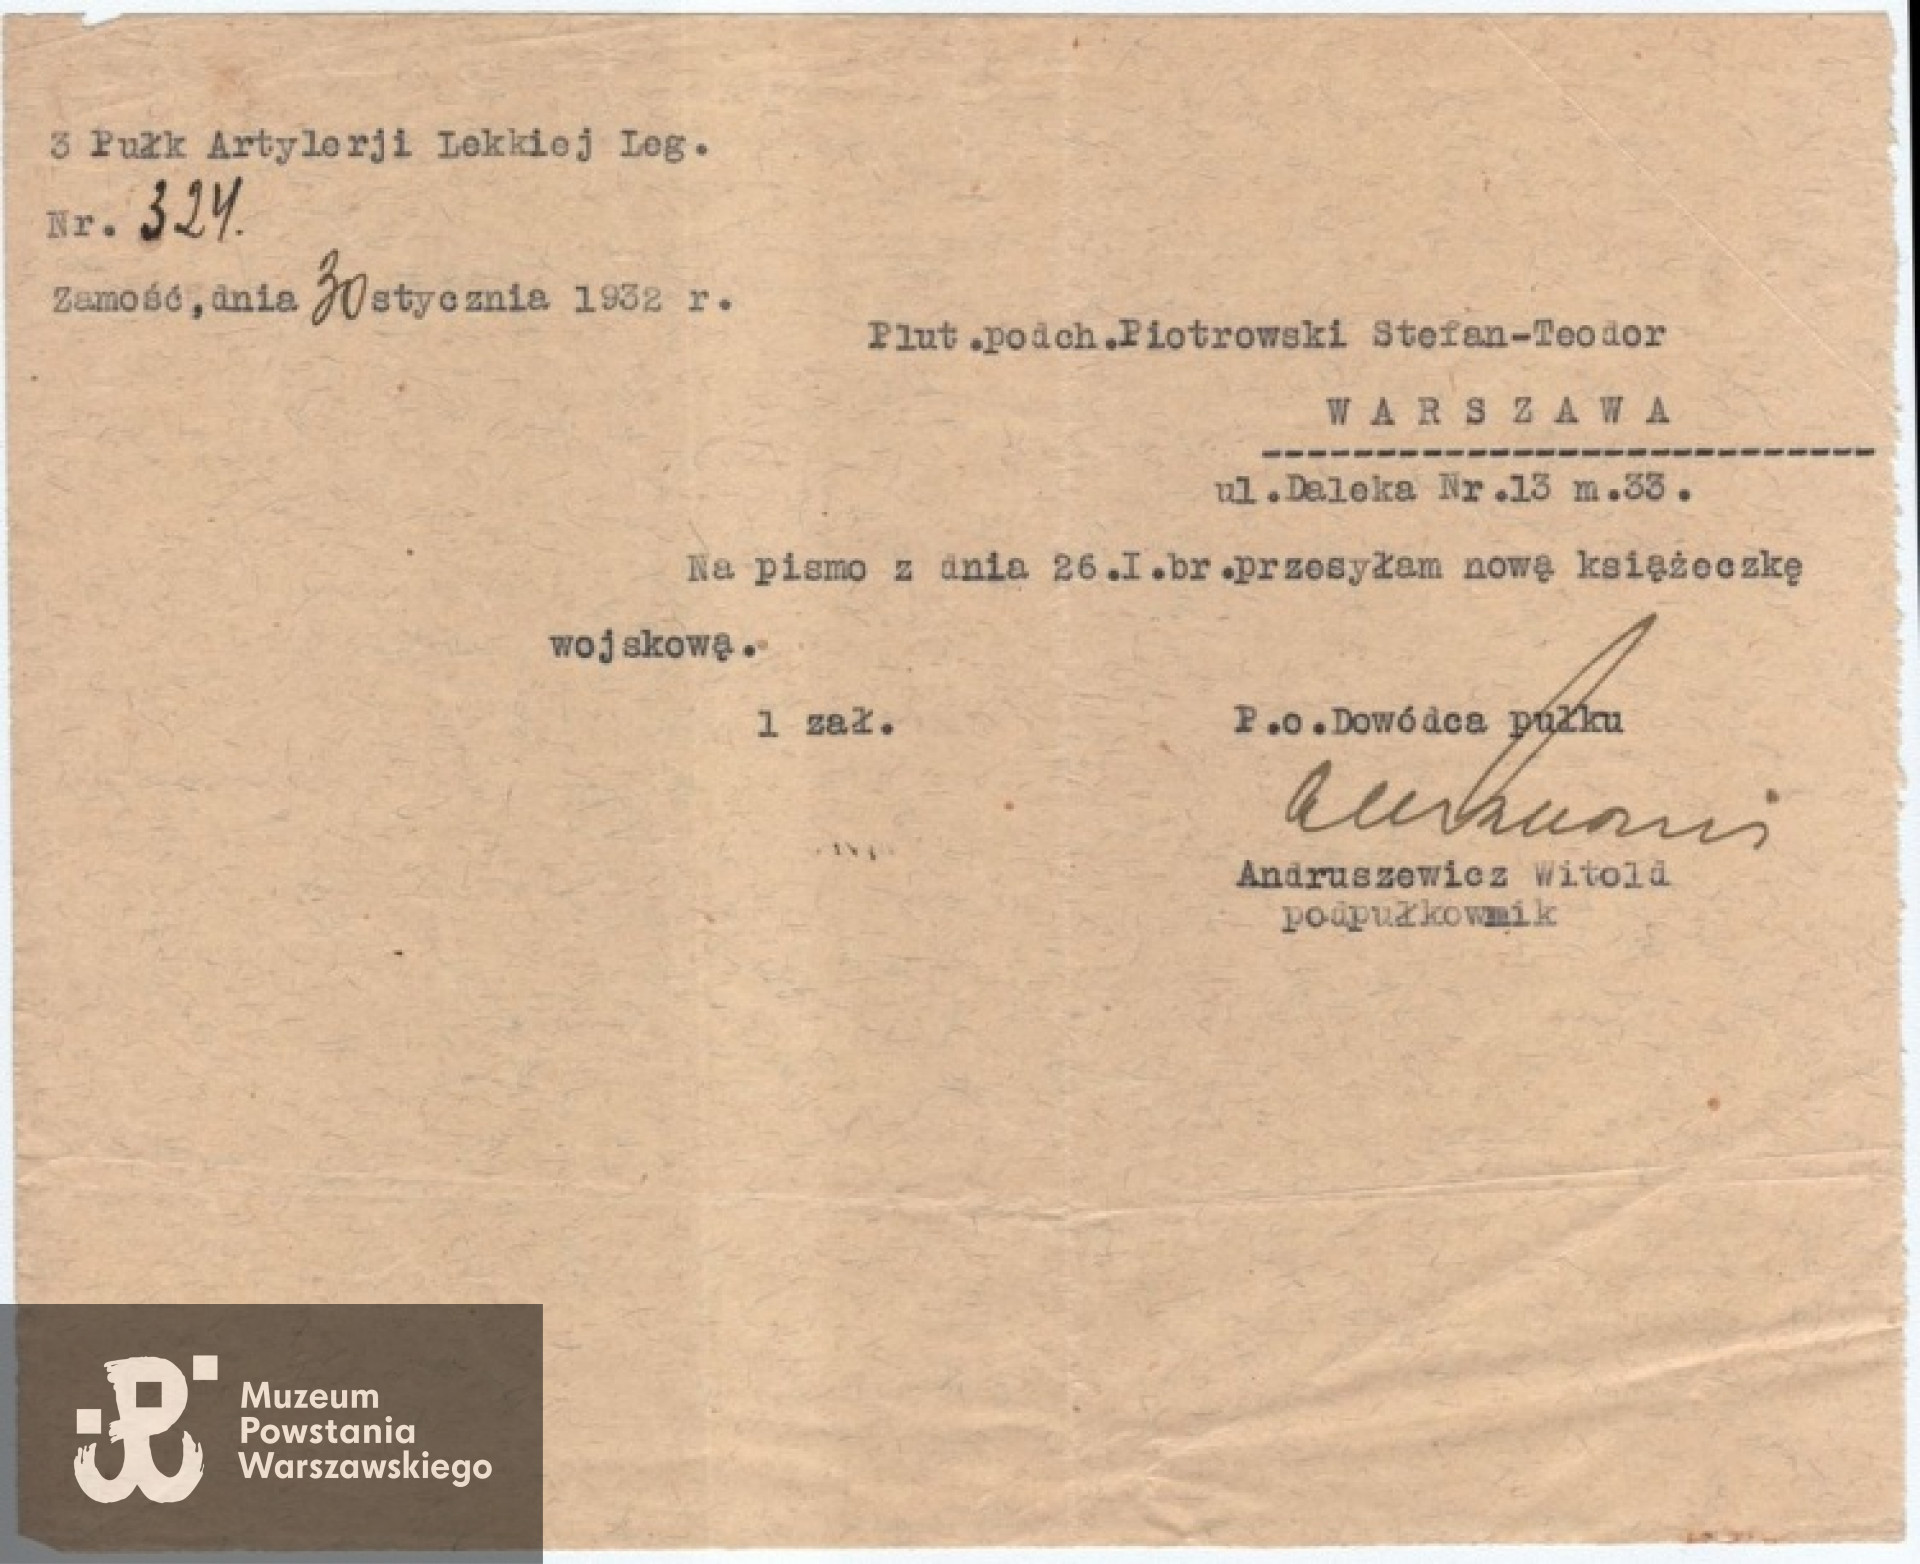 3 Pułk Artylerji Lekkiej Leg.
Nr. 324.
Zamość,dnia 30 stycznia 1932 r.
Plut.podch.Piotrowski Stefan-Teodor
W A R S Z A W A
ul.Daleka Nr.13 m.33.
Na pismo z dnia 26.I.br.przesyłam nową książeczkę
wojskową.
1 zał.
P.o.Dowódca pułku
Andruszewicz Witold
podpułkownik
Muzeum
Powstania
Warszawskiego